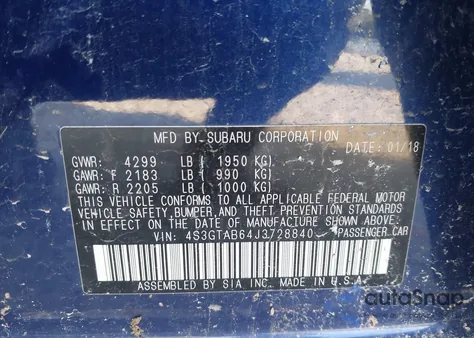 MFD BY SUBARU CORPORATION
DATE: 01/18
GVWR: 4299 LB ( 1950 KG)
GAWR: F 2183 LB ( 990 KG)
GAWR: R 2205 LB ( 1000 KG)
THIS VEHICLE CONFORMS TO ALL APPLICABLE FEDERAL MOTOR
VEHICLE SAFETY, BUMPER, AND THEFT PREVENTION STANDARDS
IN EFFECT ON THE DATE OF MANUFACTURE SHOWN ABOVE.
VIN: 4S3GTAB64J3728840 PASSENGER CAR
ASSEMBLED BY SIA INC. MADE IN U.S.A.
autoSnap